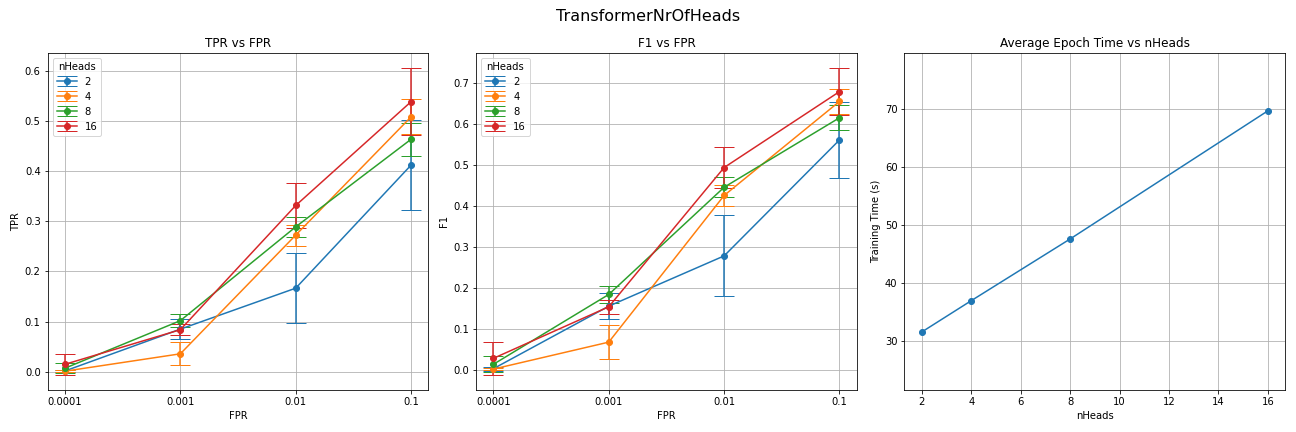 TransformerNrOfHeads
TPR vs FPR
nHeads
2
4
8
16
0.6
0.5
0.4
0.3
0.2
0.1
0.0
TPR
0.0001 0.001 0.01 0.1
FPR
F1 vs FPR
nHeads
2
4
8
16
0.7
0.6
0.5
0.4
0.3
0.2
0.1
0.0
F1
0.0001 0.001 0.01 0.1
FPR
Average Epoch Time vs nHeads
70
60
50
40
30
Training Time (s)
2 4 6 8 10 12 14 16
nHeads